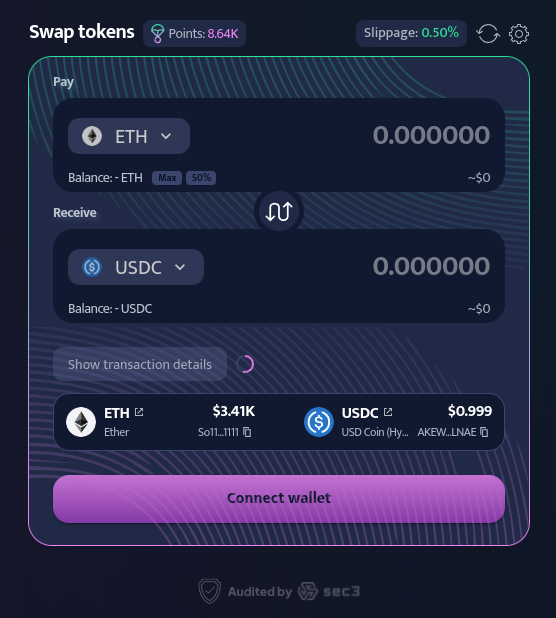 Swap tokens Points: 8.64K Slippage: 0.50%
Pay
ETH 0.000000
Balance: - ETH Max 50% ~$0
Receive
USDC 0.000000
Balance: - USDC ~$0
Show transaction details
ETH $3.41K USDC $0.999
Ether So11...1111 USD Coin (Hy... AKEW...LNAE
Connect wallet
Audited by sec3